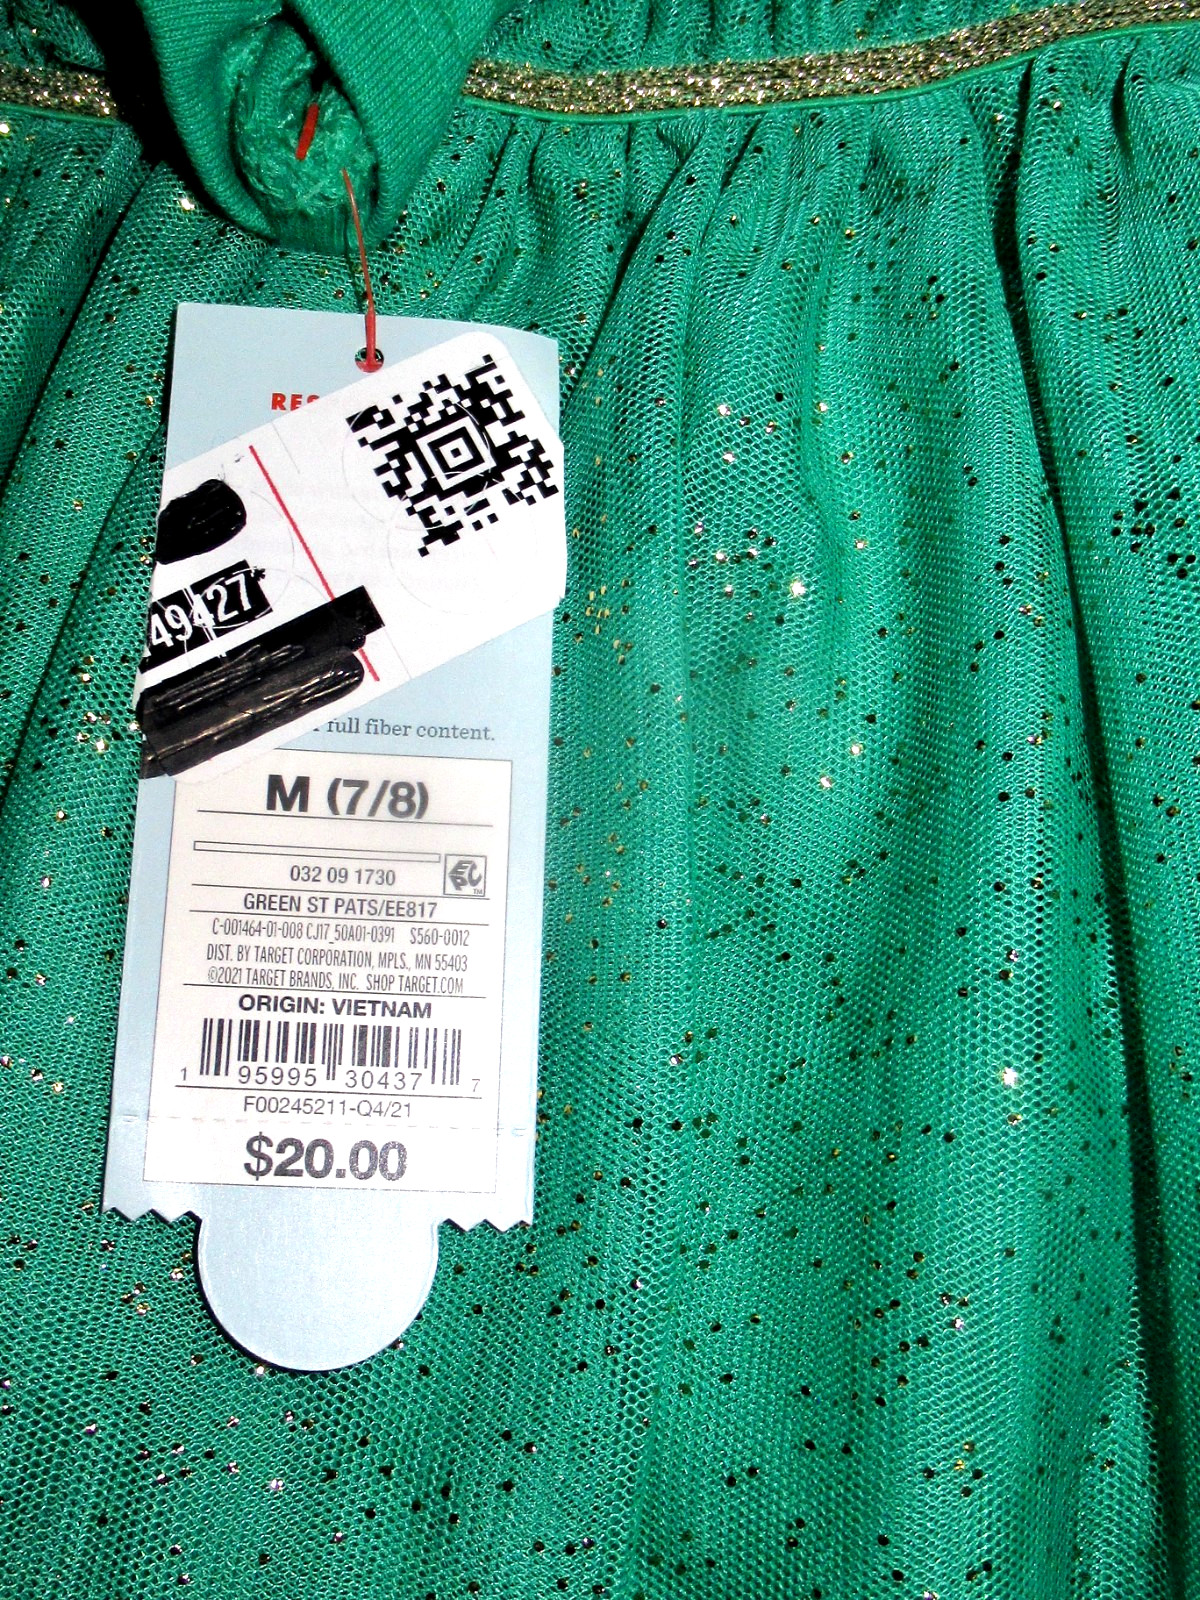 49427
full fiber content.
M (7/8)
032 09 1730
GREEN ST PATS/EE817
C-001464-01-008 CJ17_50A01-0391 S560-0012
DIST. BY TARGET CORPORATION, MPLS., MN 55403
©2021 TARGET BRANDS, INC. SHOP TARGET.COM
ORIGIN: VIETNAM
1 95995 30437 7
F00245211-Q4/21
$20.00